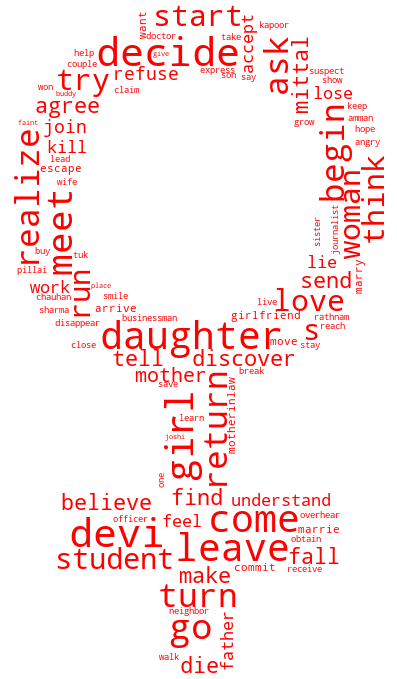 start
want
doctor
take
kapoor
decide
give
accept
ask
mittal
help
couple
try
refuse
express
son
say
suspect
show
won
buddy
claim
lose
keep
agree
amman
faint
join
grow
hope
realize
kill
begin
woman
think
angry
lead
escape
wife
meet
journalist
sister
buy
tuk
pillai
run
lie
send
marry
work
place
chauhan
smile
love
live
sharma
arrive
businessman
girlfriend
rathnam
disappear
reach
daughter
s
close
move
stay
tell
discover
mother
break
save
girl
return
motherinlaw
learn
joshi
one
believe
find
understand
officer
feel
come
overhear
devi
marrie
obtain
student
leave
fall
make
commit
receive
turn
neighbor
go
father
walk
die